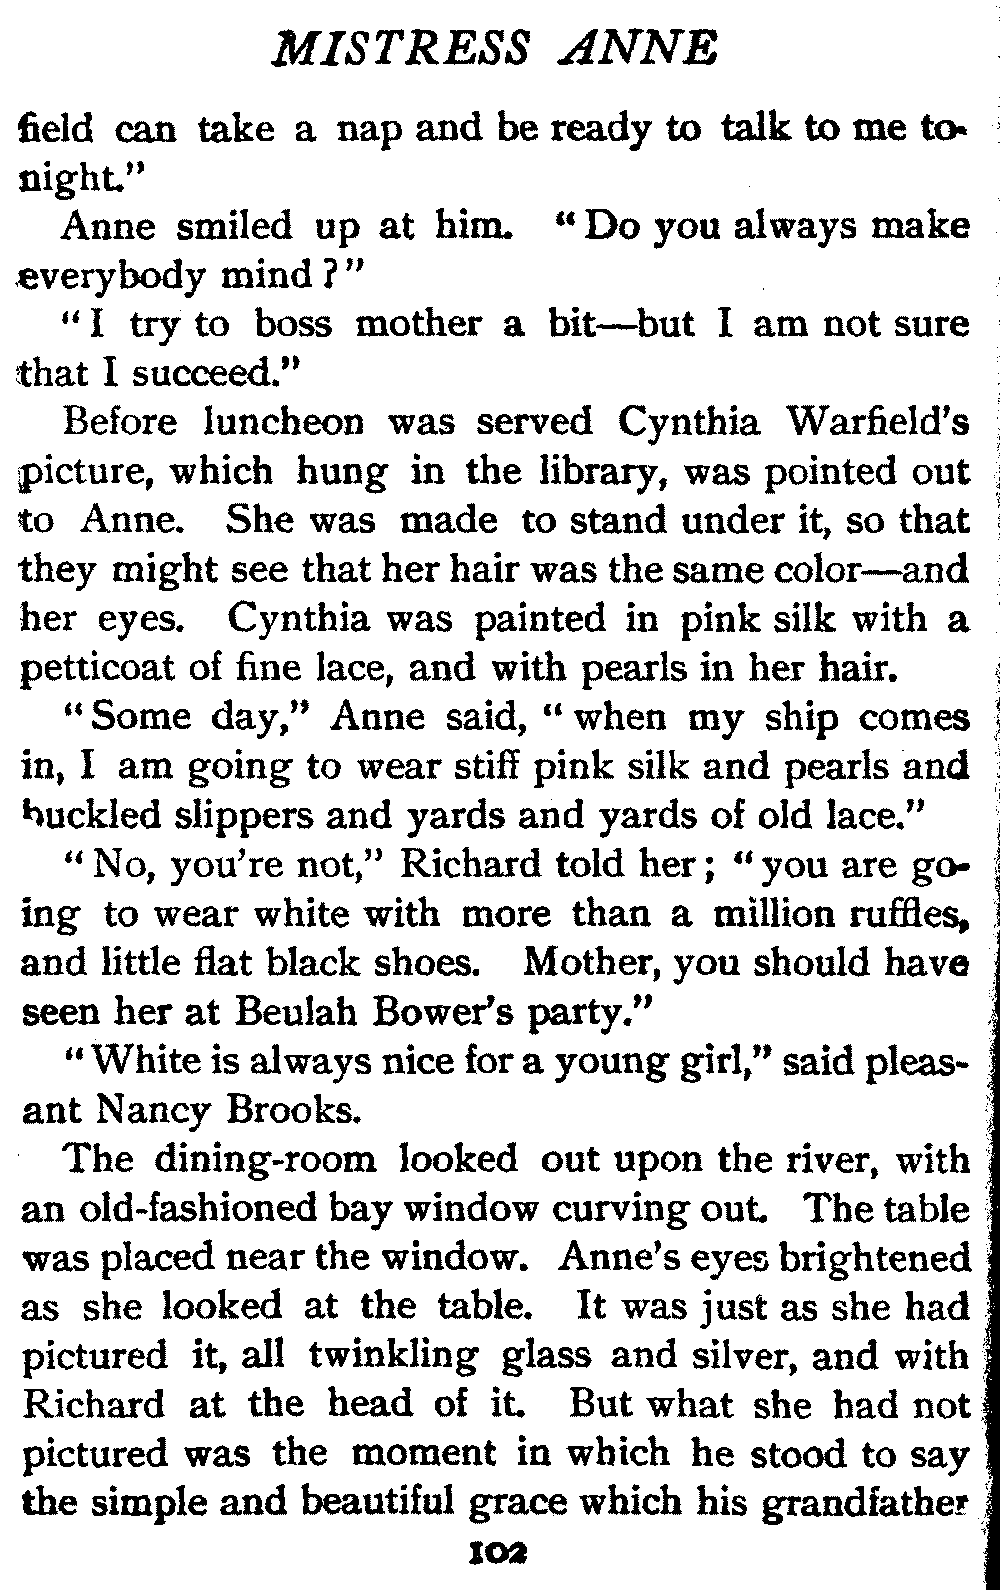 MISTRESS ANNE
field can take a nap and be ready to talk to me to-
night."
Anne smiled up at him. "Do you always make
everybody mind?"
"I try to boss mother a bit—but I am not sure
that I succeed."
Before luncheon was served Cynthia Warfield's
picture, which hung in the library, was pointed out
to Anne. She was made to stand under it, so that
they might see that her hair was the same color—and
her eyes. Cynthia was painted in pink silk with a
petticoat of fine lace, and with pearls in her hair.
"Some day," Anne said, "when my ship comes
in, I am going to wear stiff pink silk and pearls and
buckled slippers and yards and yards of old lace."
"No, you're not," Richard told her; "you are go-
ing to wear white with more than a million ruffles,
and little flat black shoes. Mother, you should have
seen her at Beulah Bower's party."
"White is always nice for a young girl," said pleas-
ant Nancy Brooks.
The dining-room looked out upon the river, with
an old-fashioned bay window curving out. The table
was placed near the window. Anne's eyes brightened
as she looked at the table. It was just as she had
pictured it, all twinkling glass and silver, and with
Richard at the head of it. But what she had not
pictured was the moment in which he stood to say
the simple and beautiful grace which his grandfather
102